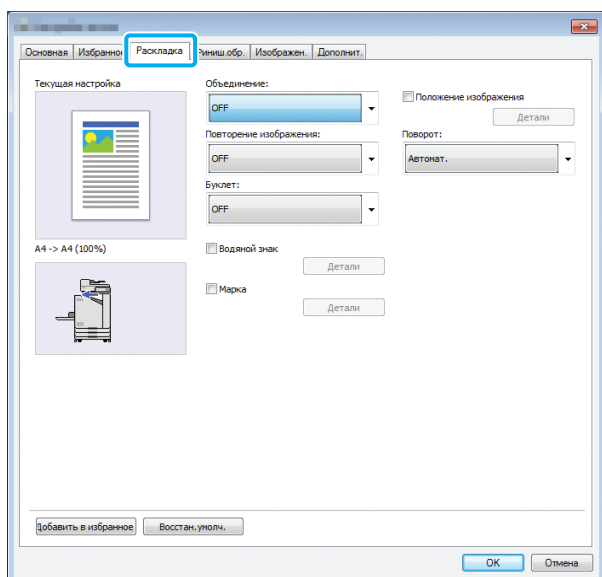 Основная Избранное Раскладка Финиш.обр. Изображен. Дополнит.
Текущая настройка
Объединение:
OFF
Положение изображения
Детали
Повторение изображения:
OFF
Поворот:
Автомат.
Буклет:
OFF
A4 -> A4 (100%)
Водяной знак
Детали
Марка
Детали
Добавить в избранное Восстан.умолч.
OK Отмена